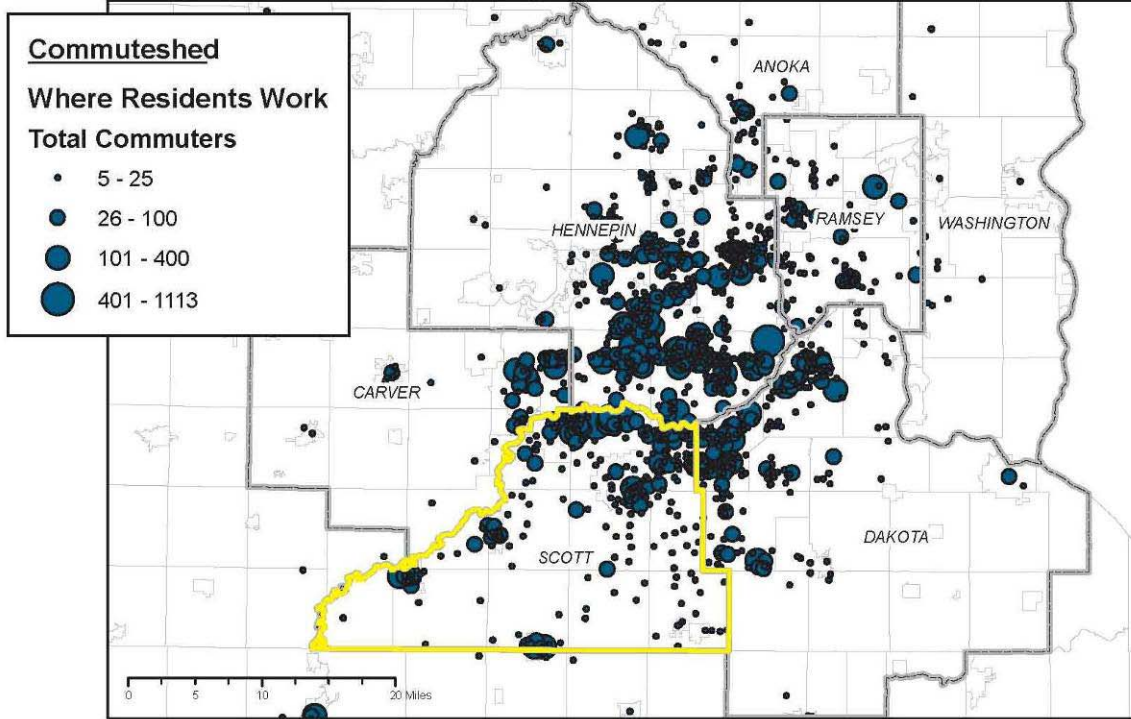 Commuteshed
Where Residents Work
Total Commuters
5 - 25
26 - 100
101 - 400
401 - 1113
ANOKA
HENNEPIN
RAMSEY
WASHINGTON
CARVER
SCOTT
DAKOTA
0 5 10 20 Miles